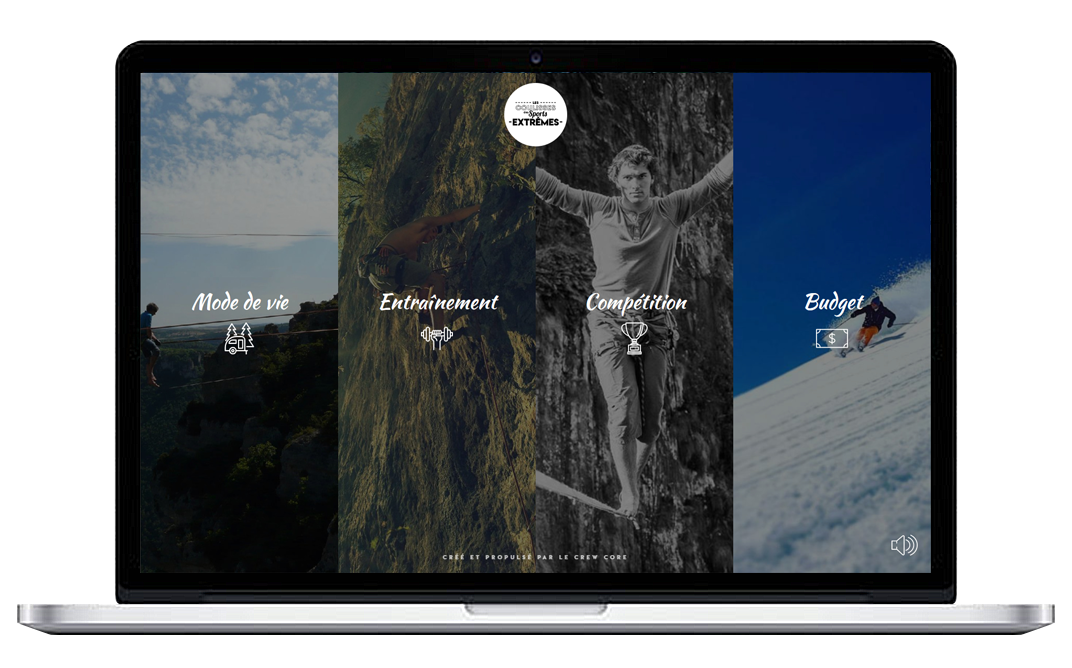 LES
COULISSES
des Sports
-EXTRÊMES-
Mode de vie
Entraînement
Compétition
Budget
$
CRÉÉ ET PROPULSÉ PAR LE CREW CORE